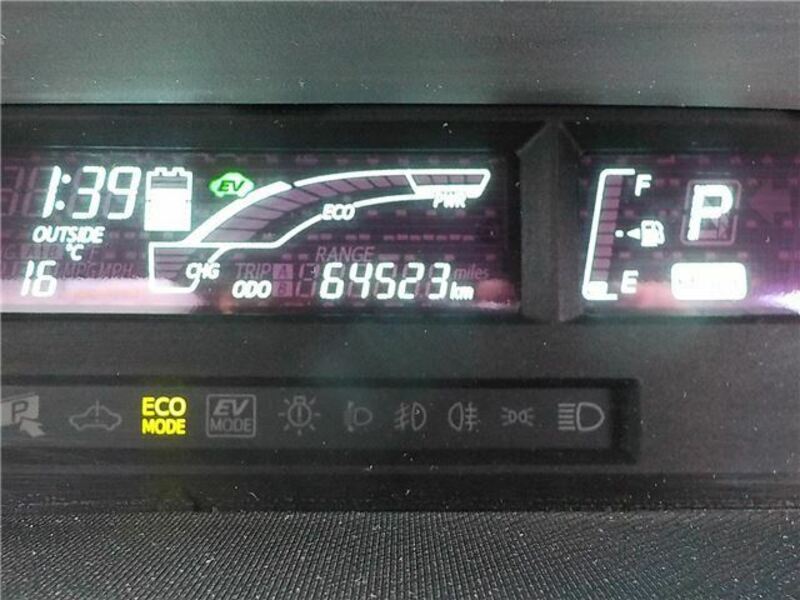 1:39
EV
ECO
PWR
F
P
OUTSIDE
°C
16
CHG
RANGE
TRIP A
B
ODO 64523 km
miles
E
P
ECO
MODE
EV
MODE